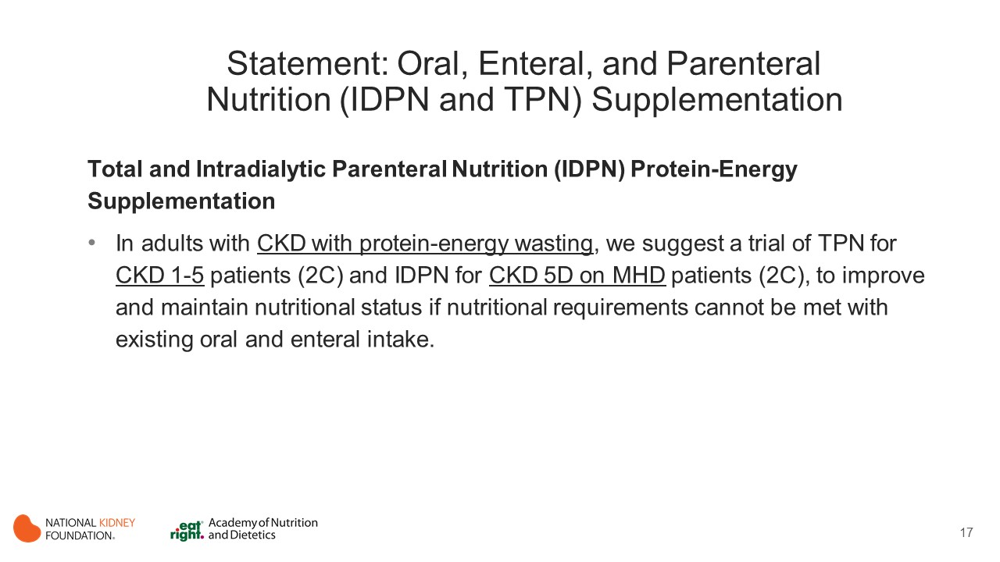 Statement: Oral, Enteral, and Parenteral
Nutrition (IDPN and TPN) Supplementation
Total and Intradialytic Parenteral Nutrition (IDPN) Protein-Energy
Supplementation
• In adults with CKD with protein-energy wasting, we suggest a trial of TPN for
CKD 1-5 patients (2C) and IDPN for CKD 5D on MHD patients (2C), to improve
and maintain nutritional status if nutritional requirements cannot be met with
existing oral and enteral intake.
NATIONAL KIDNEY
FOUNDATION®
eat
right.
Academy of Nutrition
and Dietetics
17